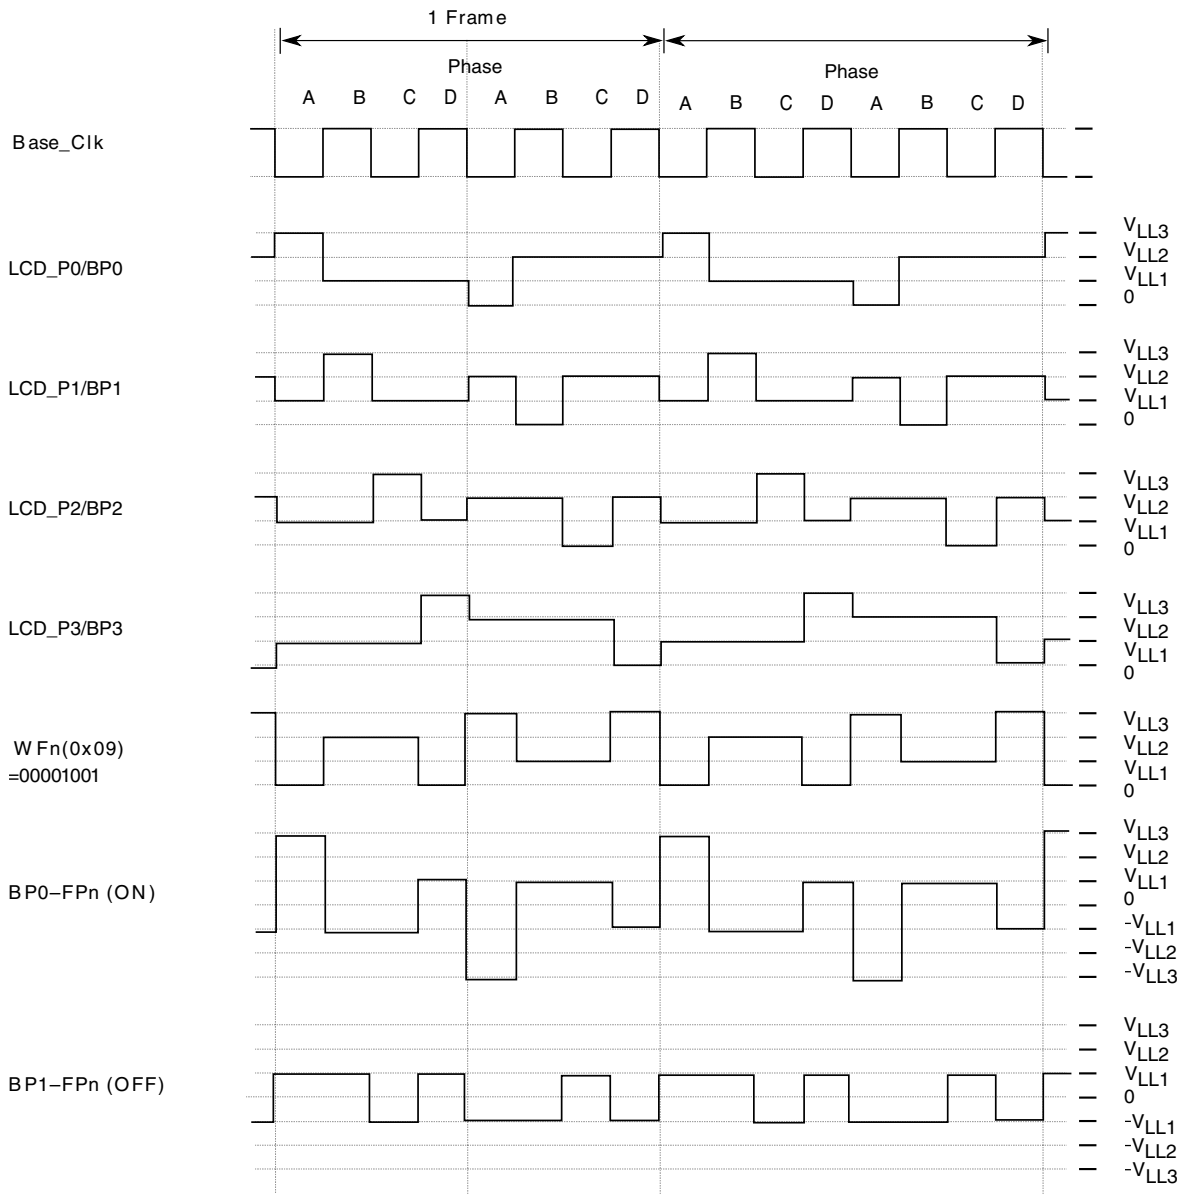 1 Frame
Phase
Phase
A B C D A B C D
A B C D A B C D
Base_Clk
LCD_P0/BP0
VLL3
VLL2
VLL1
0
LCD_P1/BP1
VLL3
VLL2
VLL1
0
LCD_P2/BP2
VLL3
VLL2
VLL1
0
LCD_P3/BP3
VLL3
VLL2
VLL1
0
WFn(0x09)
=00001001
VLL3
VLL2
VLL1
0
BP0–FPn (ON)
VLL3
VLL2
VLL1
0
-VLL1
-VLL2
-VLL3
BP1–FPn (OFF)
VLL3
VLL2
VLL1
0
-VLL1
-VLL2
-VLL3